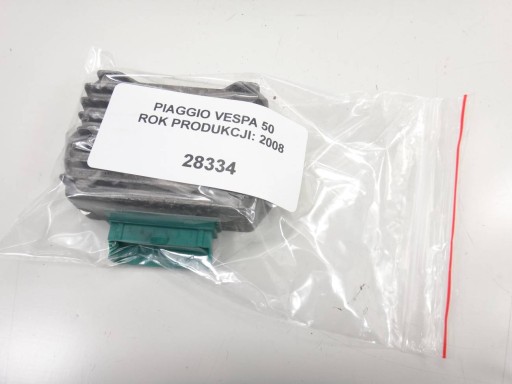 PIAGGIO VESPA 50
ROK PRODUKCJI: 2008
28334